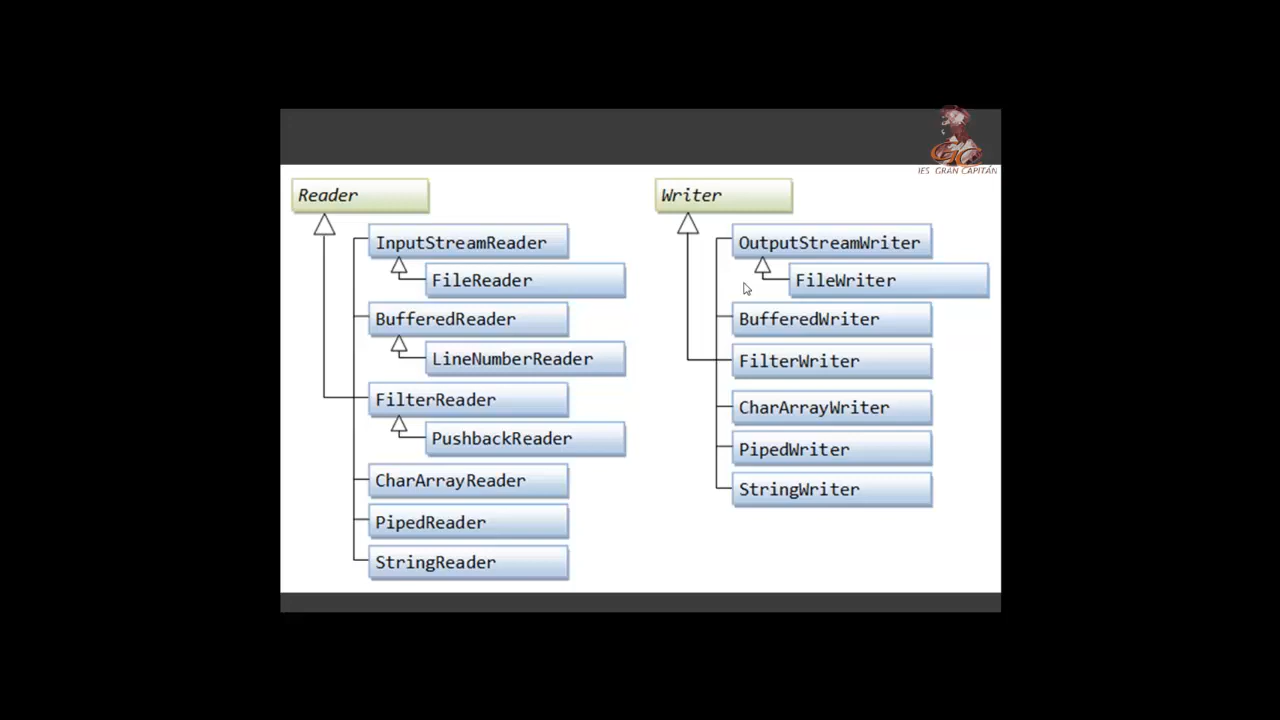 IES GRAN CAPITÁN
Reader
InputStreamReader
FileReader
BufferedReader
LineNumberReader
FilterReader
PushbackReader
CharArrayReader
PipedReader
StringReader
Writer
OutputStreamWriter
FileWriter
BufferedWriter
FilterWriter
CharArrayWriter
PipedWriter
StringWriter